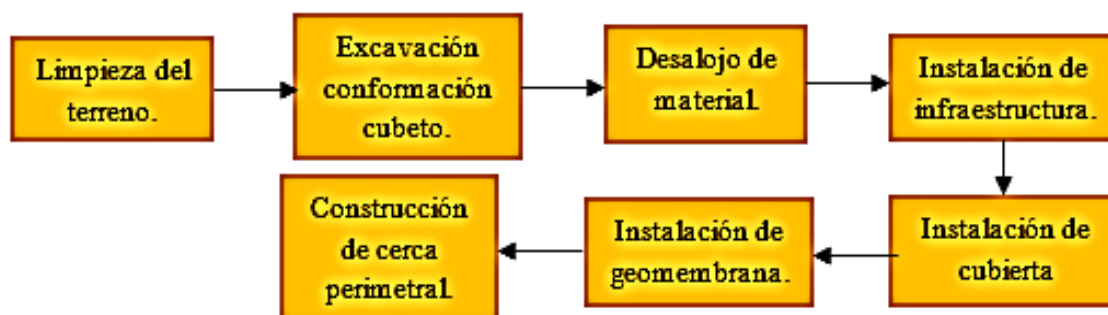 Limpieza del
terreno.
Excavación
conformación
cubeto.
Desalojo de
material.
Instalación de
infraestructura.
Instalación de
cubierta
Instalación de
geomembrana.
Construcción
de cerca
perimetral.